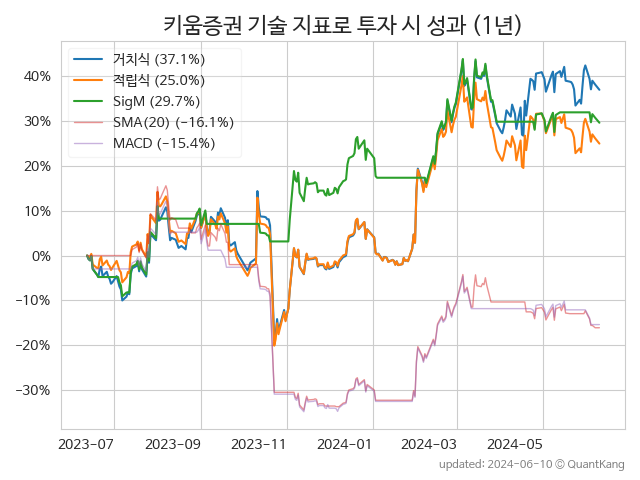 키움증권 기술 지표로 투자 시 성과 (1년)
거치식 (37.1%)
적립식 (25.0%)
SigM (29.7%)
SMA(20) (−16.1%)
MACD (−15.4%)
40%
30%
20%
10%
0%
−10%
−20%
−30%
2023-07 2023-09 2023-11 2024-01 2024-03 2024-05
updated: 2024-06-10 ⓒ QuantKang